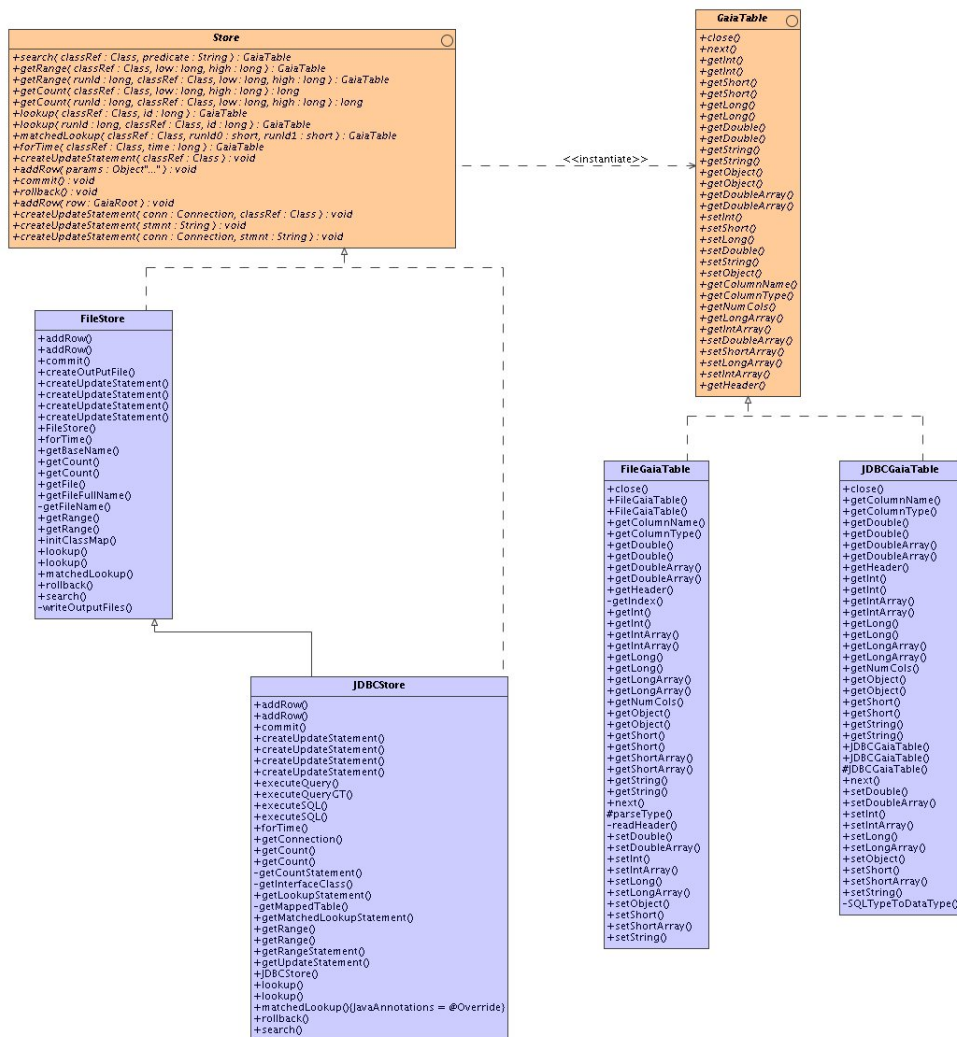 Store
+search( classRef : Class, predicate : String ) : GaiaTable
+getRange( classRef : Class, low : long, high : long ) : GaiaTable
+getRange( runId : long, classRef : Class, low : long, high : long ) : GaiaTable
+getCount( classRef : Class, low : long, high : long ) : long
+getCount( runId : long, classRef : Class, low : long, high : long ) : long
+lookup( classRef : Class, id : long ) : GaiaTable
+lookup( runId : long, classRef : Class, id : long ) : GaiaTable
+matchedLookup( classRef : Class, runId0 : short, runId1 : short ) : GaiaTable
+forTime( classRef : Class, time : long ) : GaiaTable
+createUpdateStatement( classRef : Class ) : void
+addRow( params : Object"..." ) : void
+commit() : void
+rollback() : void
+addRow( row : GaiaRoot ) : void
+createUpdateStatement( conn : Connection, classRef : Class ) : void
+createUpdateStatement( stmnt : String ) : void
+createUpdateStatement( conn : Connection, stmnt : String ) : void
<<instantiate>>
GaiaTable
+close()
+next()
+getInt()
+getInt()
+getShort()
+getShort()
+getLong()
+getLong()
+getDouble()
+getDouble()
+getString()
+getString()
+getObject()
+getObject()
+getDoubleArray()
+getDoubleArray()
+setInt()
+setShort()
+setLong()
+setDouble()
+setString()
+setObject()
+getColumnName()
+getColumnType()
+getNumCols()
+getLongArray()
+getIntArray()
+setDoubleArray()
+setShortArray()
+setLongArray()
+setIntArray()
+getHeader()
FileStore
+addRow()
+addRow()
+commit()
+createOutPutFile()
+createUpdateStatement()
+createUpdateStatement()
+createUpdateStatement()
+createUpdateStatement()
+FileStore()
+forTime()
+getBaseName()
+getCount()
+getCount()
+getFile()
+getFileFullName()
-getFileName()
+getRange()
+getRange()
+initClassMap()
+lookup()
+lookup()
+matchedLookup()
+rollback()
+search()
-writeOutputFiles()
JDBCStore
+addRow()
+addRow()
+commit()
+createUpdateStatement()
+createUpdateStatement()
+createUpdateStatement()
+createUpdateStatement()
+executeQuery()
+executeQueryGT()
+executeSQL()
+executeSQL()
+forTime()
+getConnection()
+getCount()
+getCount()
-getCountStatement()
-getInterfaceClass()
+getLookupStatement()
-getMappedTable()
+getMatchedLookupStatement()
+getRange()
+getRange()
+getRangeStatement()
+getUpdateStatement()
+JDBCStore()
+lookup()
+lookup()
+matchedLookup(){JavaAnnotations = @Override}
+rollback()
+search()
FileGaiaTable
+close()
+FileGaiaTable()
+FileGaiaTable()
+getColumnName()
+getColumnType()
+getDouble()
+getDouble()
+getDoubleArray()
+getDoubleArray()
+getHeader()
-getIndex()
+getInt()
+getInt()
+getIntArray()
+getIntArray()
+getLong()
+getLong()
+getLongArray()
+getLongArray()
+getNumCols()
+getObject()
+getObject()
+getShort()
+getShort()
+getShortArray()
+getShortArray()
+getString()
+getString()
+next()
#parseType()
-readHeader()
+setDouble()
+setDoubleArray()
+setInt()
+setIntArray()
+setLong()
+setLongArray()
+setObject()
+setShort()
+setShortArray()
+setString()
JDBCGaiaTable
+close()
+getColumnName()
+getColumnType()
+getDouble()
+getDouble()
+getDoubleArray()
+getDoubleArray()
+getHeader()
+getInt()
+getInt()
+getIntArray()
+getIntArray()
+getLong()
+getLong()
+getLongArray()
+getLongArray()
+getNumCols()
+getObject()
+getObject()
+getShort()
+getShort()
+getString()
+getString()
+JDBCGaiaTable()
+JDBCGaiaTable()
#JDBCGaiaTable()
+next()
+setDouble()
+setDoubleArray()
+setInt()
+setIntArray()
+setLong()
+setLongArray()
+setObject()
+setShort()
+setShortArray()
+setString()
-SQLTypeToDataType()